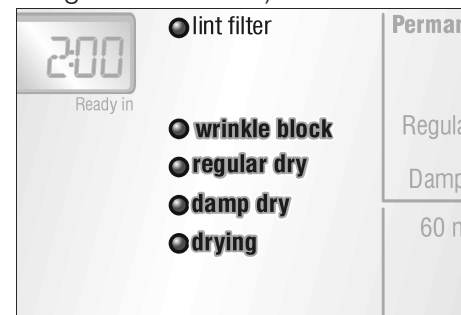 lint filter
Perma
2:00
Ready in
wrinkle block
Regula
regular dry
Damp
damp dry
60
drying